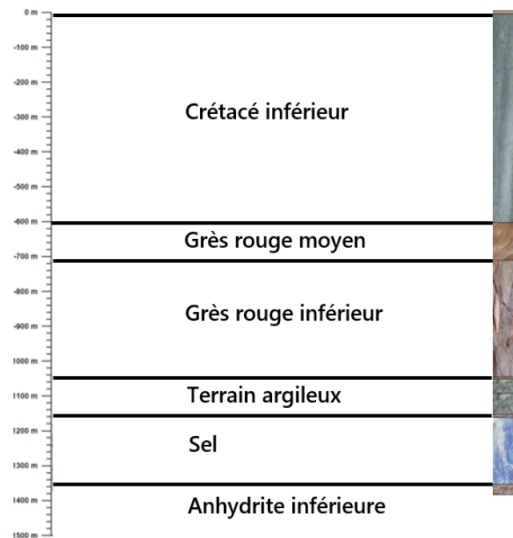 0 m
-100 m
-200 m
-300 m
Crétacé inférieur
-400 m
-500 m
-600 m
Grès rouge moyen
-700 m
-800 m
Grès rouge inférieur
-900 m
1000 m
1100 m
Terrain argileux
1200 m
Sel
1300 m
1400 m
Anhydrite inférieure
1500 m